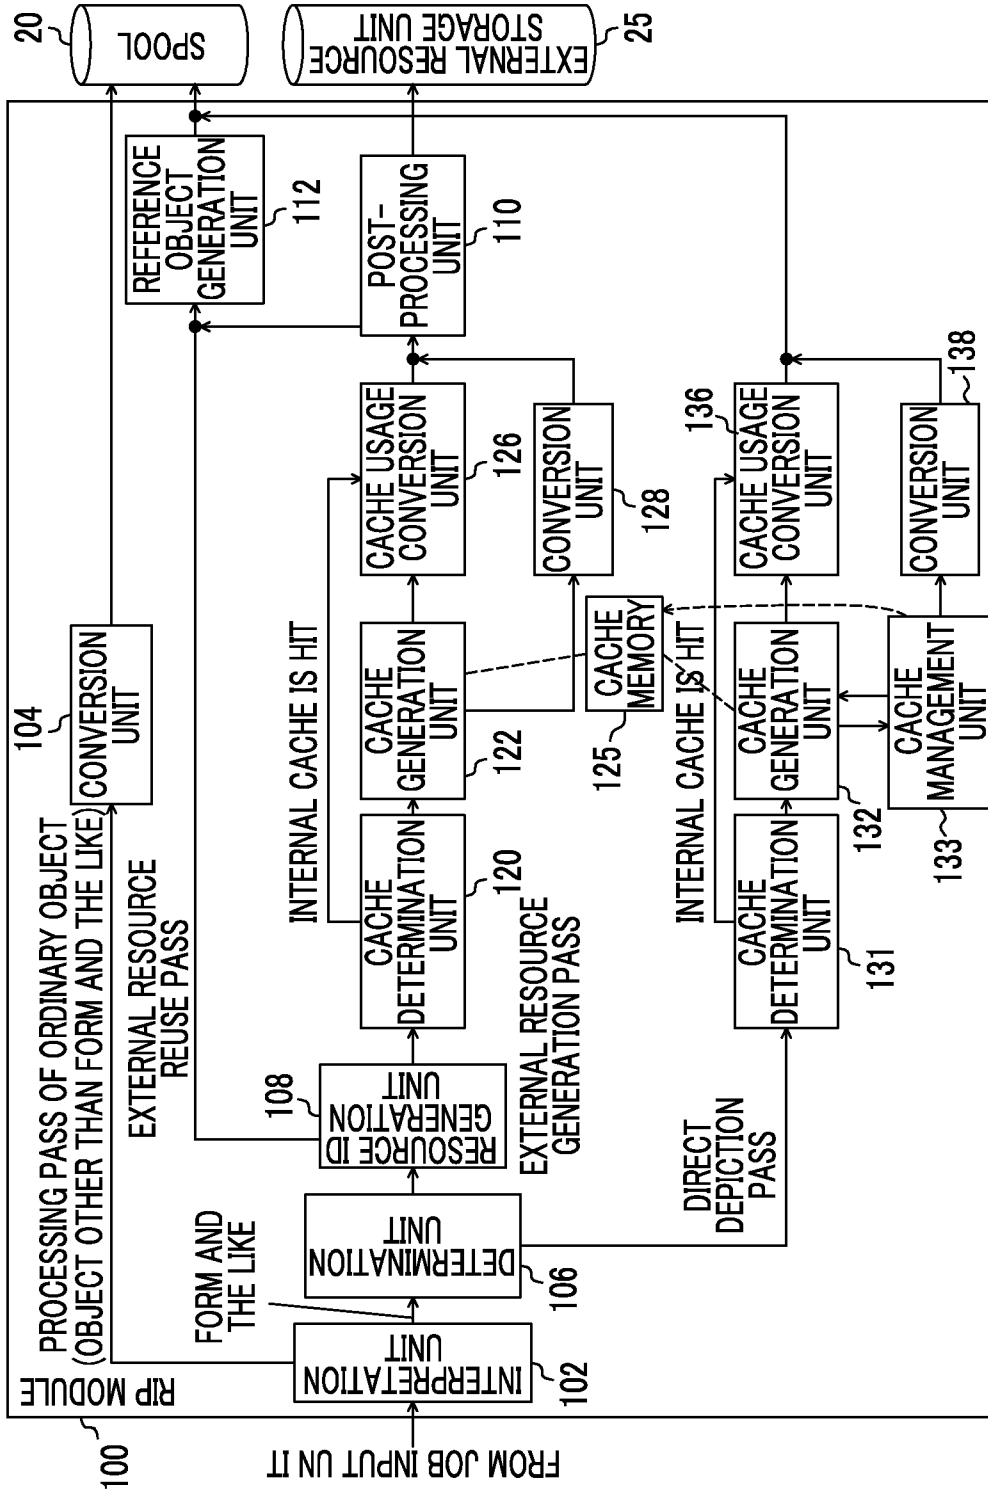 100
RIP MODULE
FROM JOB INPUT UN IT
INTERPRETATION
UNIT
102
PROCESSING PASS OF ORDINARY OBJECT
(OBJECT OTHER THAN FORM AND THE LIKE)
104
CONVERSION
UNIT
20
SPOOL
EXTERNAL RESOURCE
REUSE PASS
REFERENCE
OBJECT
GENERATION
UNIT
112
FORM AND
THE LIKE
DETERMINATION
UNIT
106
108
RESOURCE ID
GENERATION
UNIT
EXTERNAL RESOURCE
GENERATION PASS
INTERNAL CACHE IS HIT
CACHE
DETERMINATION
UNIT
120
CACHE
GENERATION
UNIT
122
CACHE USAGE
CONVERSION
UNIT
126
CONVERSION
UNIT
128
POST-
PROCESSING
UNIT
110
EXTERNAL RESOURCE
STORAGE UNIT
25
CACHE
MEMORY
125
DIRECT
DEPICTION
PASS
INTERNAL CACHE IS HIT
CACHE
DETERMINATION
UNIT
131
CACHE
GENERATION
UNIT
132
136
CACHE USAGE
CONVERSION
UNIT
CACHE
MANAGEMENT
UNIT
133
CONVERSION
UNIT
138